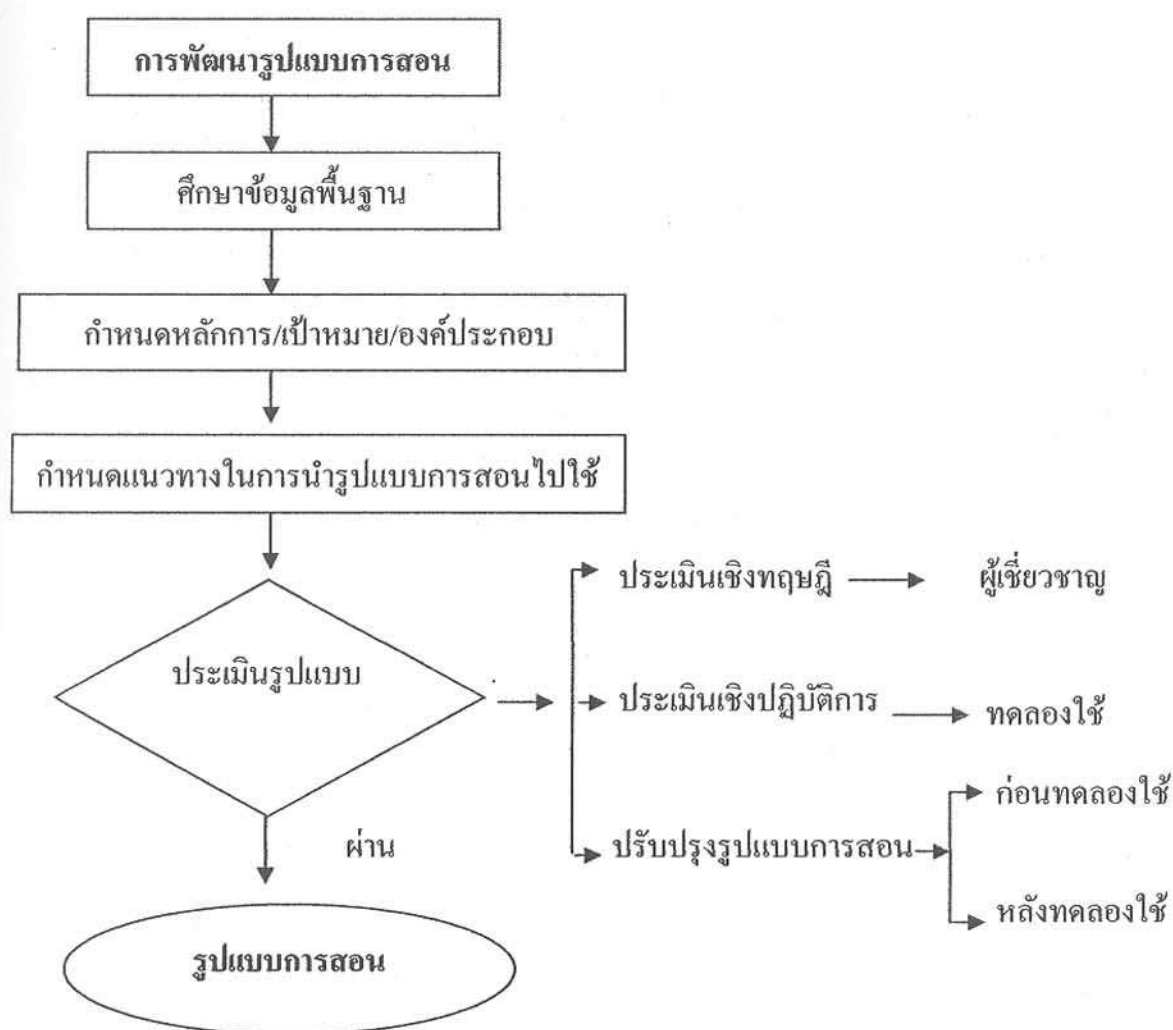 การพัฒนารูปแบบการสอน
ศึกษาข้อมูลพื้นฐาน
กำหนดหลักการ/เป้าหมาย/องค์ประกอบ
กำหนดแนวทางในการนำรูปแบบการสอนไปใช้
ประเมินรูปแบบ
ประเมินเชิงทฤษฎี
ผู้เชี่ยวชาญ
ประเมินเชิงปฏิบัติการ
ทดลองใช้
ปรับปรุงรูปแบบการสอน
ก่อนทดลองใช้
หลังทดลองใช้
ผ่าน
รูปแบบการสอน